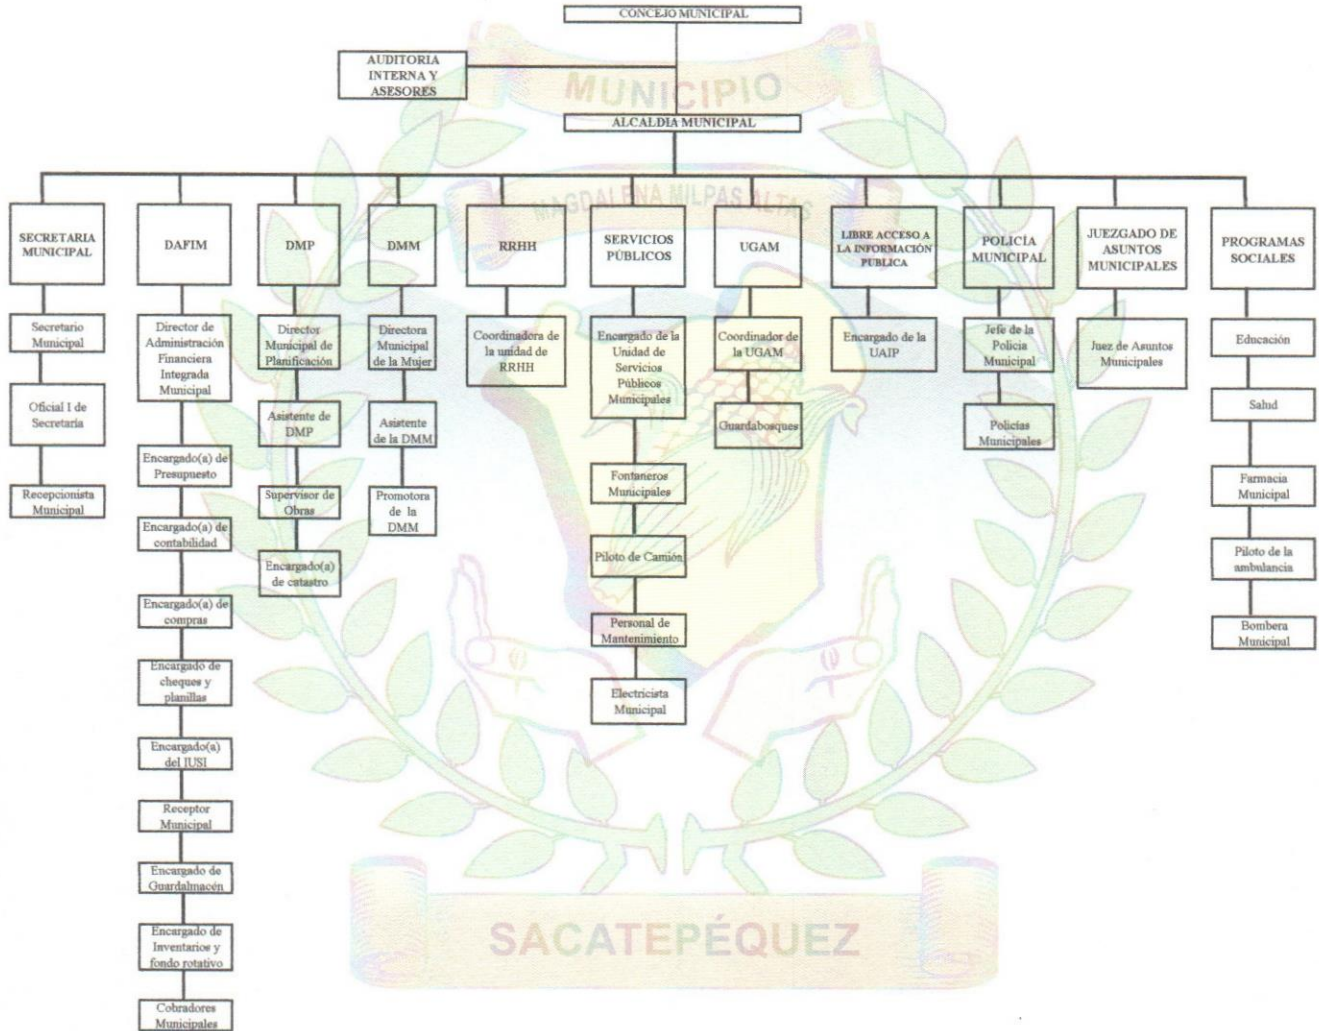 CONCEJO MUNICIPAL
AUDITORIA
INTERNA Y
ASESORES
MUNICIPIO
ALCALDIA MUNICIPAL
MAGDALENA MILPAS ALTAS
SECRETARIA
MUNICIPAL
Secretario
Municipal
Oficial I de
Secretaría
Recepcionista
Municipal
DAFIM
Director de
Administración
Financiera
Integrada
Municipal
Encargado(a) de
Presupuesto
Encargado(a) de
contabilidad
Encargado(a) de
compras
Encargado de
cheques y
planillas
Encargado(a)
del IUSI
Receptor
Municipal
Encargado de
Guardalmacén
Encargado de
Inventarios y
fondo rotativo
Cobradores
Municipales
DMP
Director
Municipal de
Planificación
Asistente de
DMP
Supervisor de
Obras
Encargado(a)
de catastro
DMM
Directora
Municipal
de la Mujer
Asistente
de la DMM
Promotora
de la
DMM
RRHH
Coordinadora de
la unidad de
RRHH
SERVICIOS
PÚBLICOS
Encargado de la
Unidad de
Servicios
Públicos
Municipales
Fontaneros
Municipales
Piloto de Camión
Personal de
Mantenimiento
Electricista
Municipal
UGAM
Coordinador de
la UGAM
Guardabosques
LIBRE ACCESO A
LA INFORMACIÓN
PÚBLICA
Encargado de la
UAIP
POLICÍA
MUNICIPAL
Jefe de la
Policía
Municipal
Policías
Municipales
JUEZGADO DE
ASUNTOS
MUNICIPALES
Juez de Asuntos
Municipales
PROGRAMAS
SOCIALES
Educación
Salud
Farmacia
Municipal
Piloto de la
ambulancia
Bombera
Municipal
SACATEPÉQUEZ